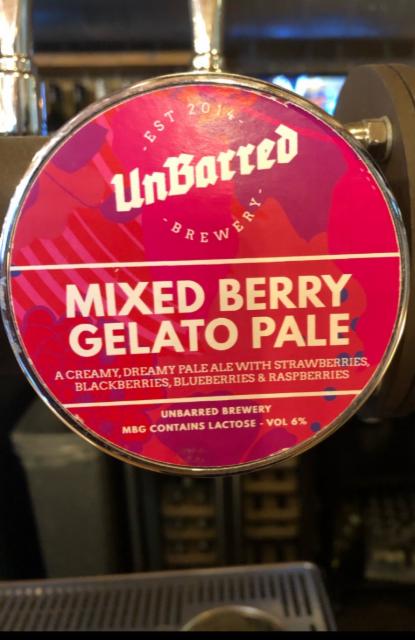 -EST 2014-
UnBarred
-BREWERY-
MIXED BERRY
GELATO PALE
A CREAMY, DREAMY PALE ALE WITH STRAWBERRIES,
BLACKBERRIES, BLUEBERRIES & RASPBERRIES
UNBARRED BREWERY
MBG CONTAINS LACTOSE - VOL 6%